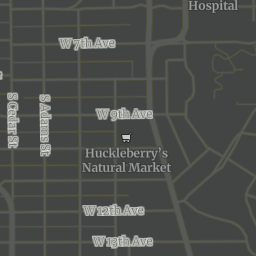 Hospital
W 7th Ave
W 9th Ave
S Cedar St
S Adams St
Huckleberry's
Natural Market
W 12th Ave
W 13th Ave